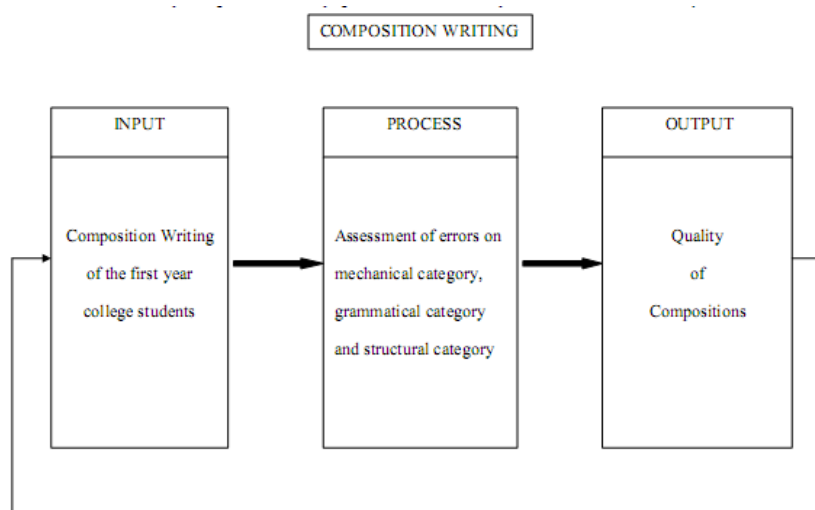 COMPOSITION WRITING
INPUT
PROCESS
OUTPUT
Composition Writing
of the first year
college students
Assessment of errors on
mechanical category,
grammatical category
and structural category
Quality
of
Compositions